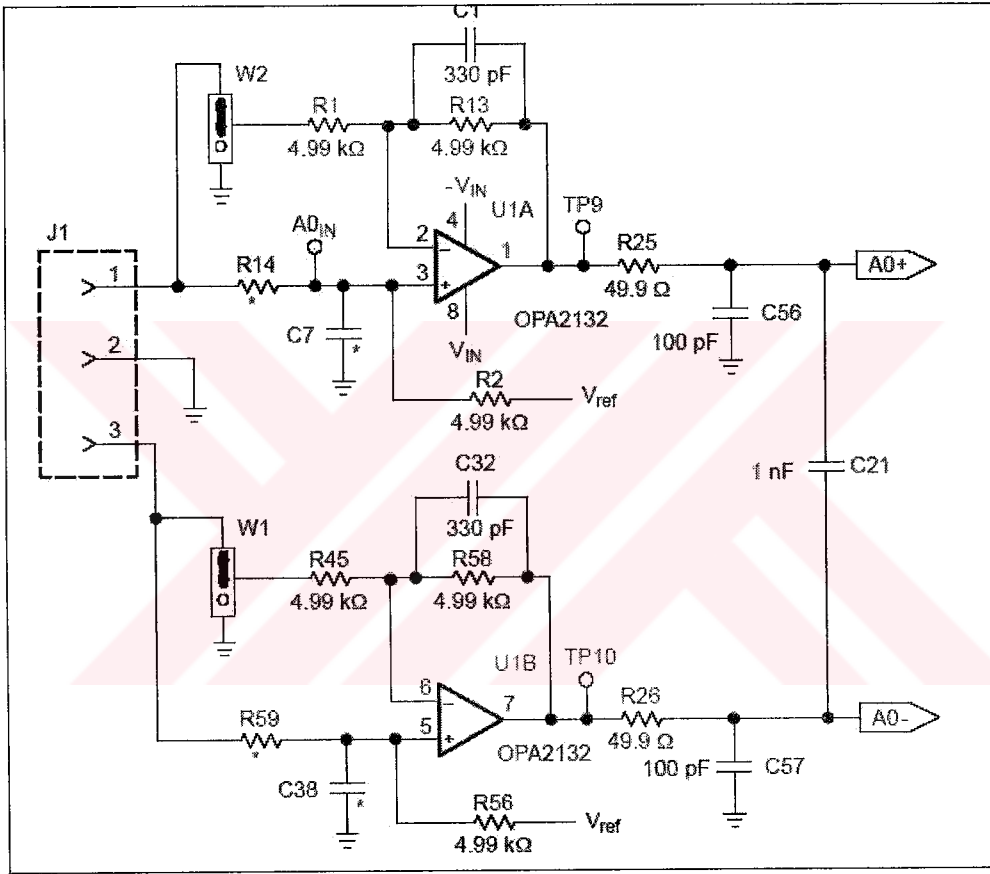 C1
330 pF
W2
R1
4.99 kΩ
R13
4.99 kΩ
-V_IN
4
U1A
TP9
A0_IN
J1
1
R14
*
2
3
1
8
R25
49.9 Ω
A0+
C7
*
OPA2132
V_IN
C56
100 pF
2
R2
4.99 kΩ
V_ref
3
C32
330 pF
1 nF
C21
W1
R45
4.99 kΩ
R58
4.99 kΩ
U1B
TP10
6
5
7
R59
*
R26
49.9 Ω
A0-
OPA2132
C38
*
100 pF
C57
R56
4.99 kΩ
V_ref